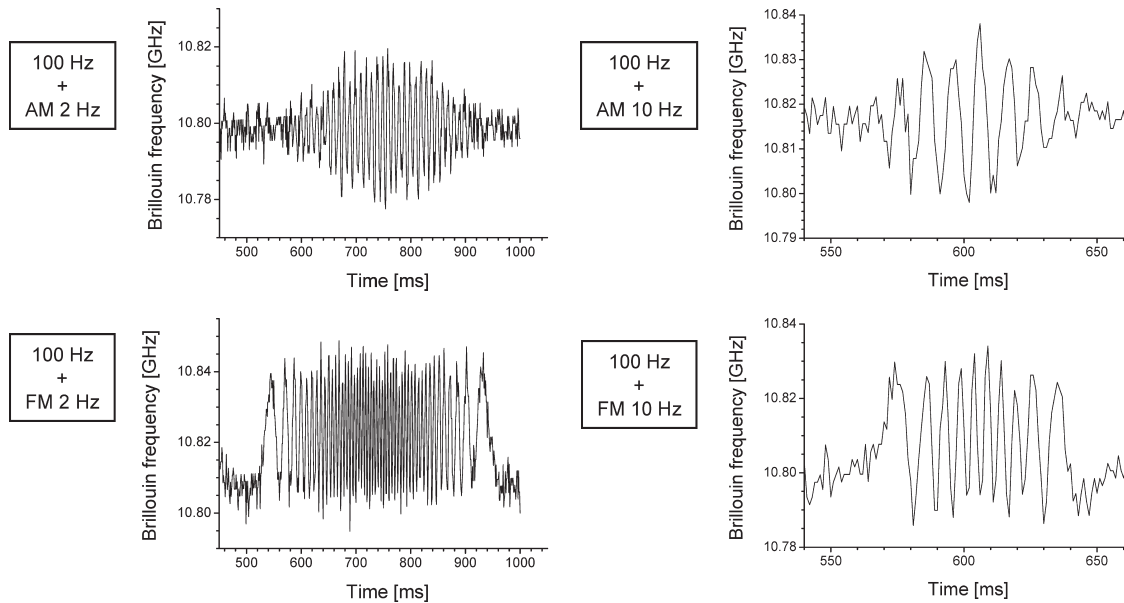 100 Hz
+
AM 2 Hz
Brillouin frequency [GHz]
10.82
10.80
10.78
500 600 700 800 900 1000
Time [ms]
100 Hz
+
AM 10 Hz
Brillouin frequency [GHz]
10.84
10.83
10.82
10.81
10.80
10.79
550 600 650
Time [ms]
100 Hz
+
FM 2 Hz
Brillouin frequency [GHz]
10.84
10.82
10.80
500 600 700 800 900 1000
Time [ms]
100 Hz
+
FM 10 Hz
Brillouin frequency [GHz]
10.84
10.82
10.80
10.78
550 600 650
Time [ms]